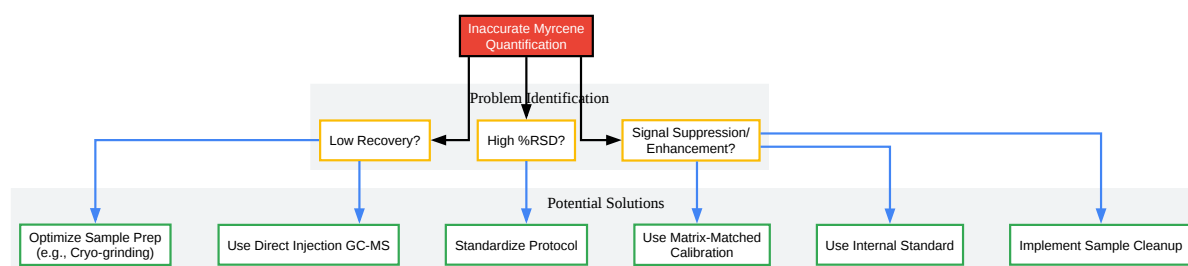 Inaccurate Myrcene
Quantification
Problem Identification
Low Recovery?
High %RSD?
Signal Suppression/
Enhancement?
Potential Solutions
Optimize Sample Prep
(e.g., Cryo-grinding)
Use Direct Injection GC-MS
Standardize Protocol
Use Matrix-Matched
Calibration
Use Internal Standard
Implement Sample Cleanup